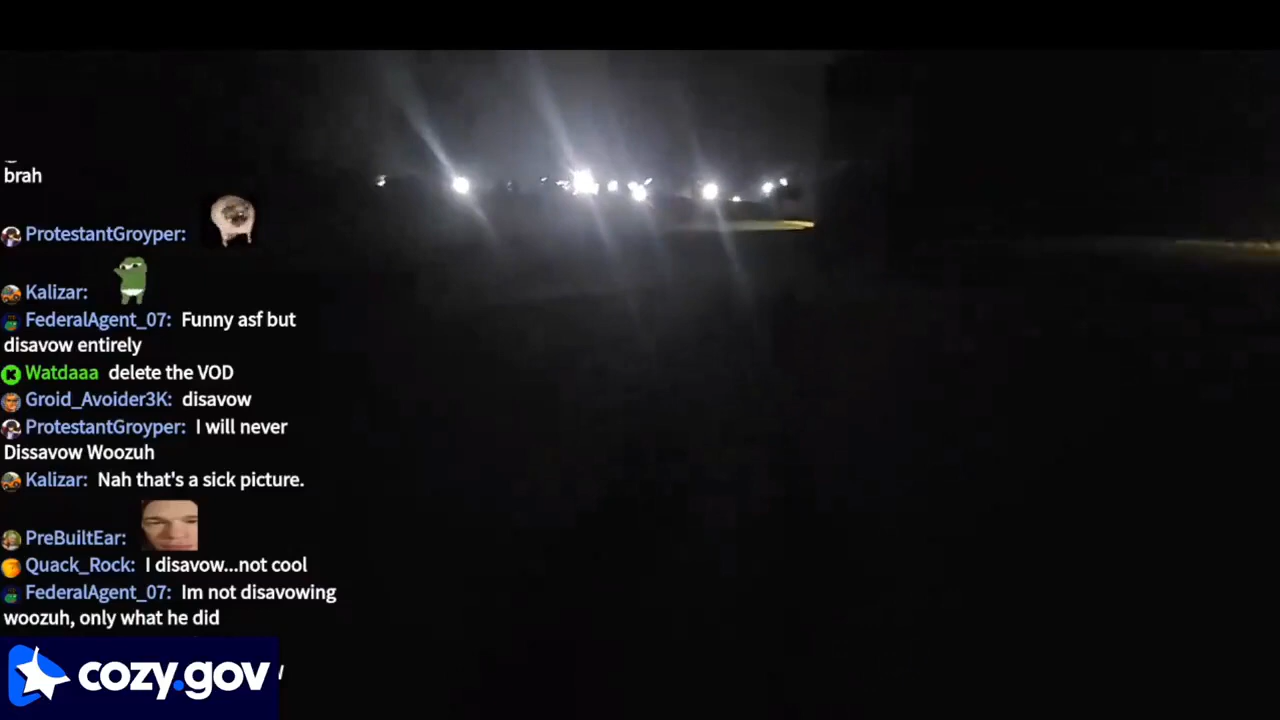 brah
ProtestantGroyper:
Kalizar:
FederalAgent_07: Funny asf but
disavow entirely
Watdaaa delete the VOD
Groid_Avoider3K: disavow
ProtestantGroyper: I will never
Dissavow Woozuh
Kalizar: Nah that's a sick picture.
PreBuiltEar:
Quack_Rock: I disavow...not cool
FederalAgent_07: Im not disavowing
woozuh, only what he did
cozy.gov